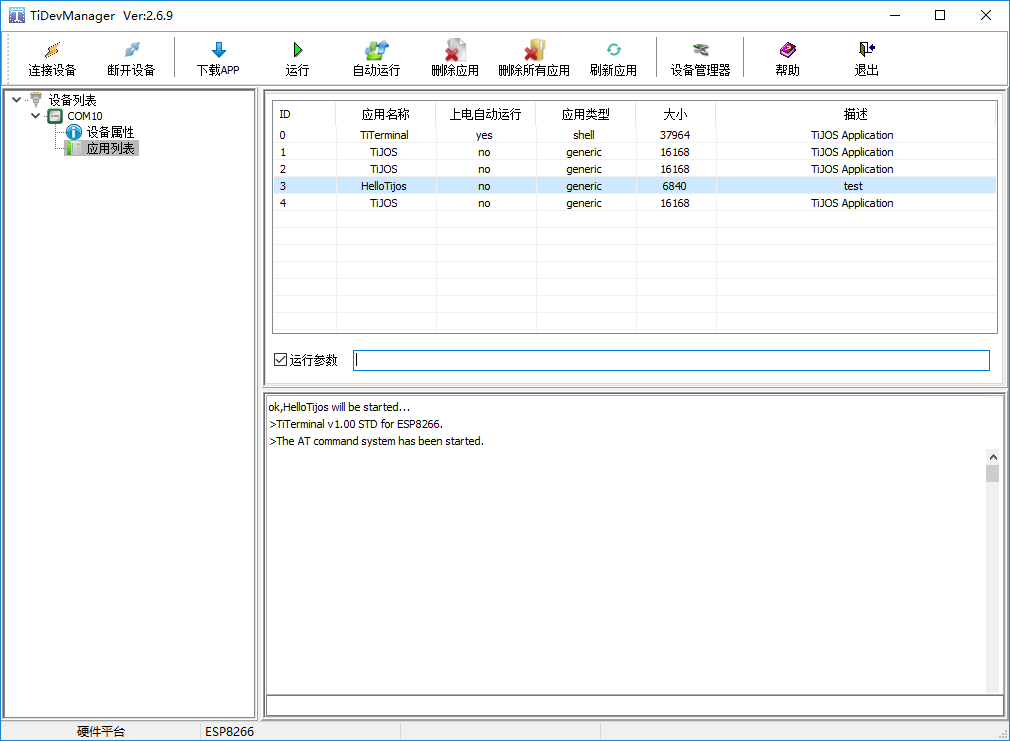 TiDevManager Ver:2.6.9
连接设备 断开设备 下载APP 运行 自动运行 删除应用 删除所有应用 刷新应用 设备管理器 帮助 退出
设备列表
COM10
设备属性
应用列表
ID 应用名称 上电自动运行 应用类型 大小 描述
0 TiTerminal yes shell 37964 TiJOS Application
1 TiJOS no generic 16168 TiJOS Application
2 TiJOS no generic 16168 TiJOS Application
3 HelloTijos no generic 6840 test
4 TiJOS no generic 16168 TiJOS Application
运行参数
ok,HelloTijos will be started...
>TiTerminal v1.00 STD for ESP8266.
>The AT command system has been started.
硬件平台 ESP8266